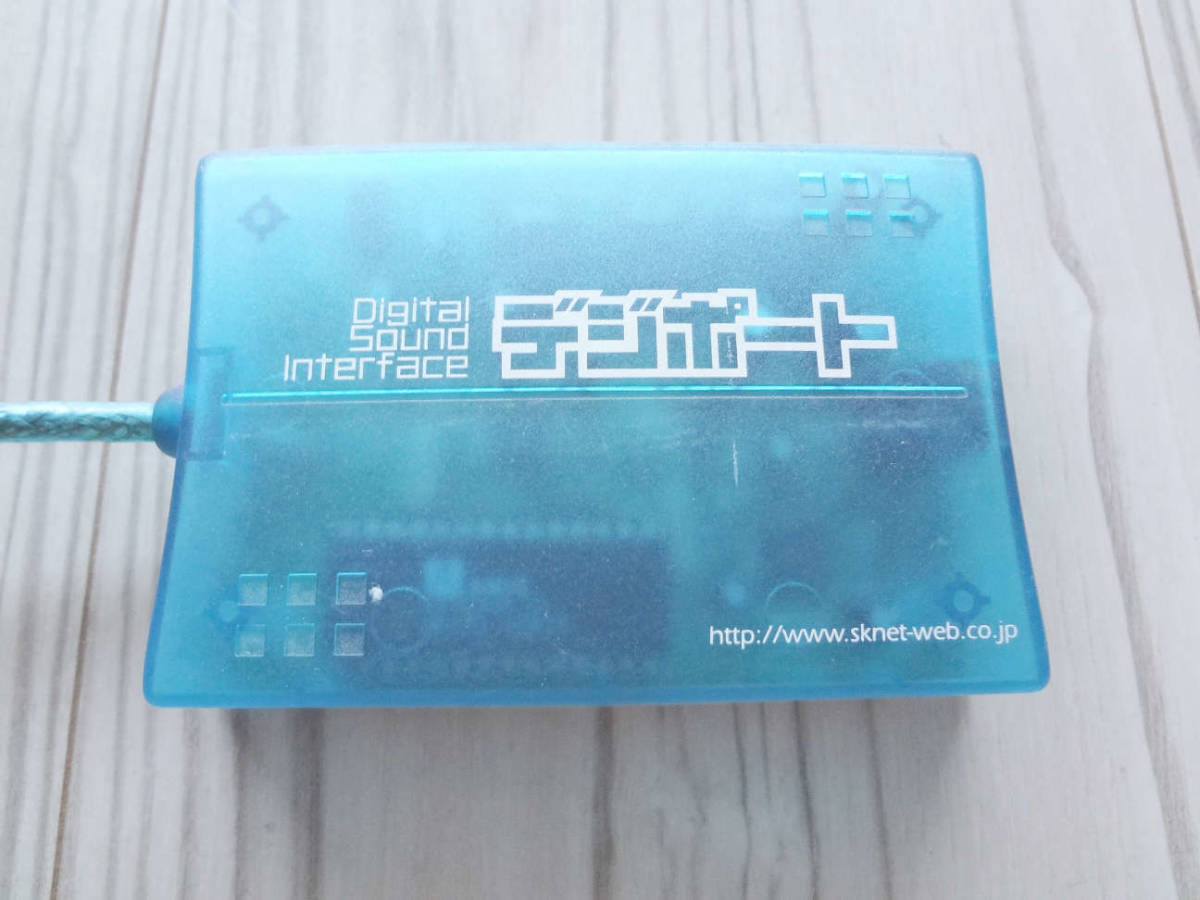 Digital
Sound
Interface
デジポート
http://www.sknet-web.co.jp